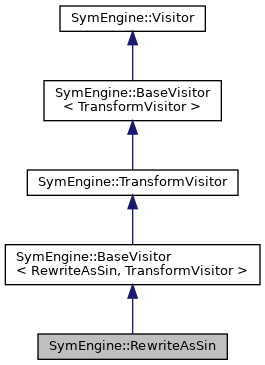 SymEngine::Visitor
SymEngine::BaseVisitor
< TransformVisitor >
SymEngine::TransformVisitor
SymEngine::BaseVisitor
< RewriteAsSin, TransformVisitor >
SymEngine::RewriteAsSin